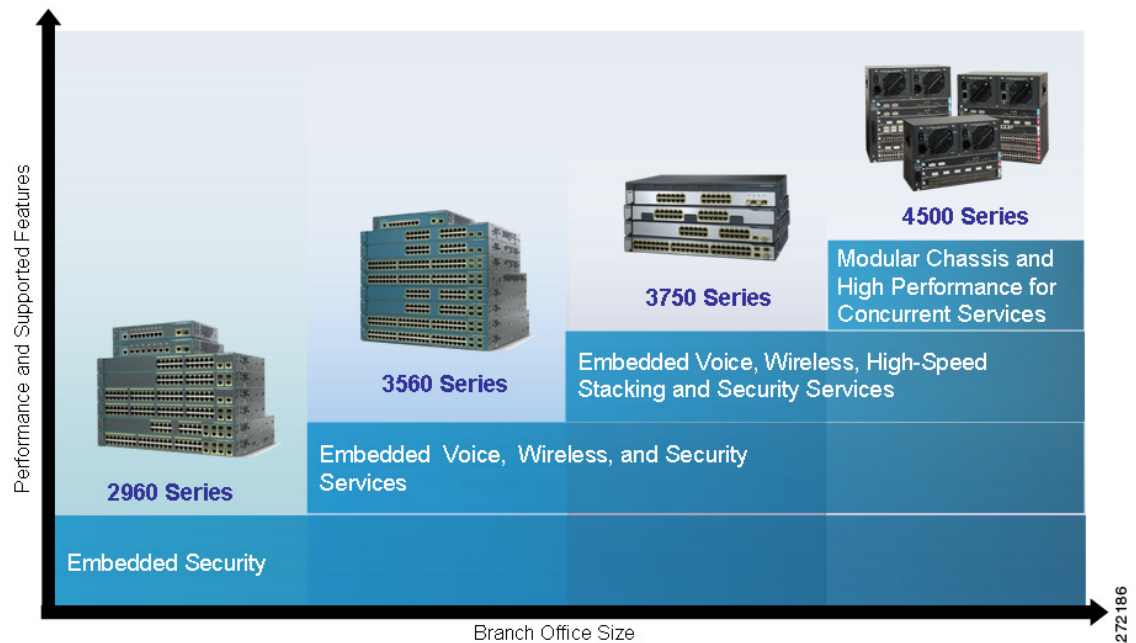 Performance and Supported Features
4500 Series
Modular Chassis and
High Performance for
Concurrent Services
3750 Series
Embedded Voice, Wireless, High-Speed
Stacking and Security Services
3560 Series
Embedded Voice, Wireless, and Security
Services
2960 Series
Embedded Security
Branch Office Size
272186